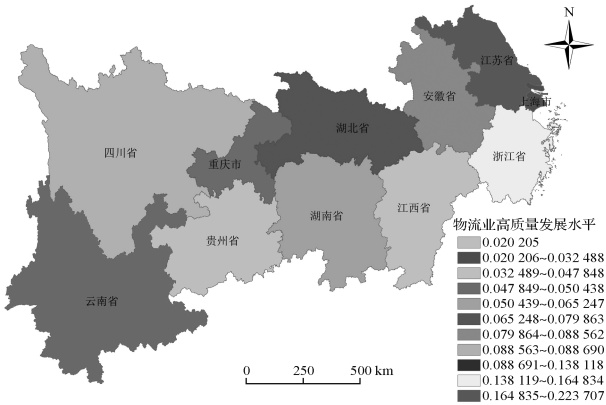 N
江苏省
安徽省
上海市
湖北省
四川省
重庆市
浙江省
湖南省
江西省
贵州省
云南省
物流业高质量发展水平
0.020 205
0.020 206~0.032 488
0.032 489~0.047 848
0.047 849~0.050 438
0.050 439~0.065 247
0.065 248~0.079 863
0.079 864~0.088 562
0.088 563~0.088 690
0.088 691~0.138 118
0.138 119~0.164 834
0.164 835~0.223 707
0 250 500 km